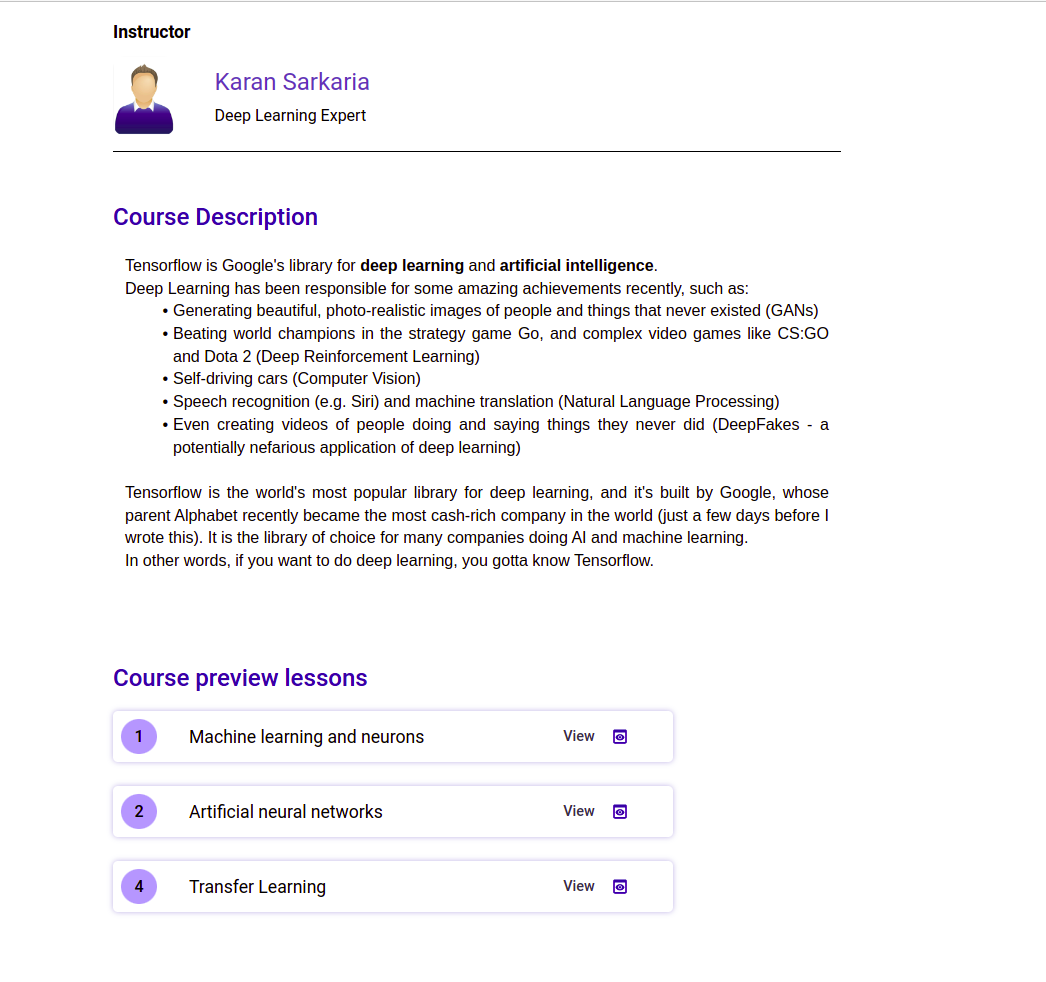 Instructor
Karan Sarkaria
Deep Learning Expert
Course Description
Tensorflow is Google's library for deep learning and artificial intelligence.
Deep Learning has been responsible for some amazing achievements recently, such as:
• Generating beautiful, photo-realistic images of people and things that never existed (GANs)
• Beating world champions in the strategy game Go, and complex video games like CS:GO
and Dota 2 (Deep Reinforcement Learning)
• Self-driving cars (Computer Vision)
• Speech recognition (e.g. Siri) and machine translation (Natural Language Processing)
• Even creating videos of people doing and saying things they never did (DeepFakes - a
potentially nefarious application of deep learning)
Tensorflow is the world's most popular library for deep learning, and it's built by Google, whose
parent Alphabet recently became the most cash-rich company in the world (just a few days before I
wrote this). It is the library of choice for many companies doing AI and machine learning.
In other words, if you want to do deep learning, you gotta know Tensorflow.
Course preview lessons
1 Machine learning and neurons View
2 Artificial neural networks View
4 Transfer Learning View